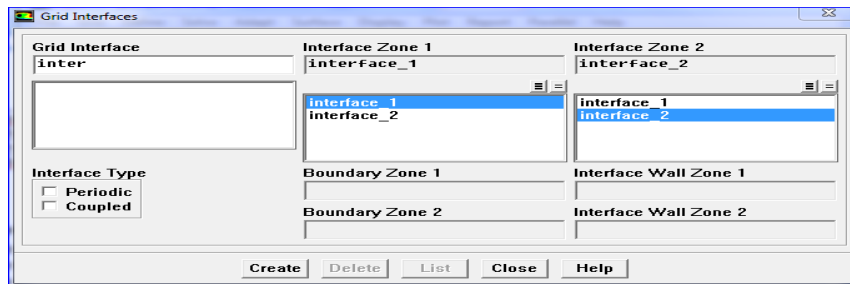 Grid Interfaces
Grid Interface
Interface Zone 1
Interface Zone 2
inter
interface_1
interface_2
interface_1
interface_2
interface_1
interface_2
Interface Type
Periodic
Coupled
Boundary Zone 1
Interface Wall Zone 1
Boundary Zone 2
Interface Wall Zone 2
Create
Delete
List
Close
Help